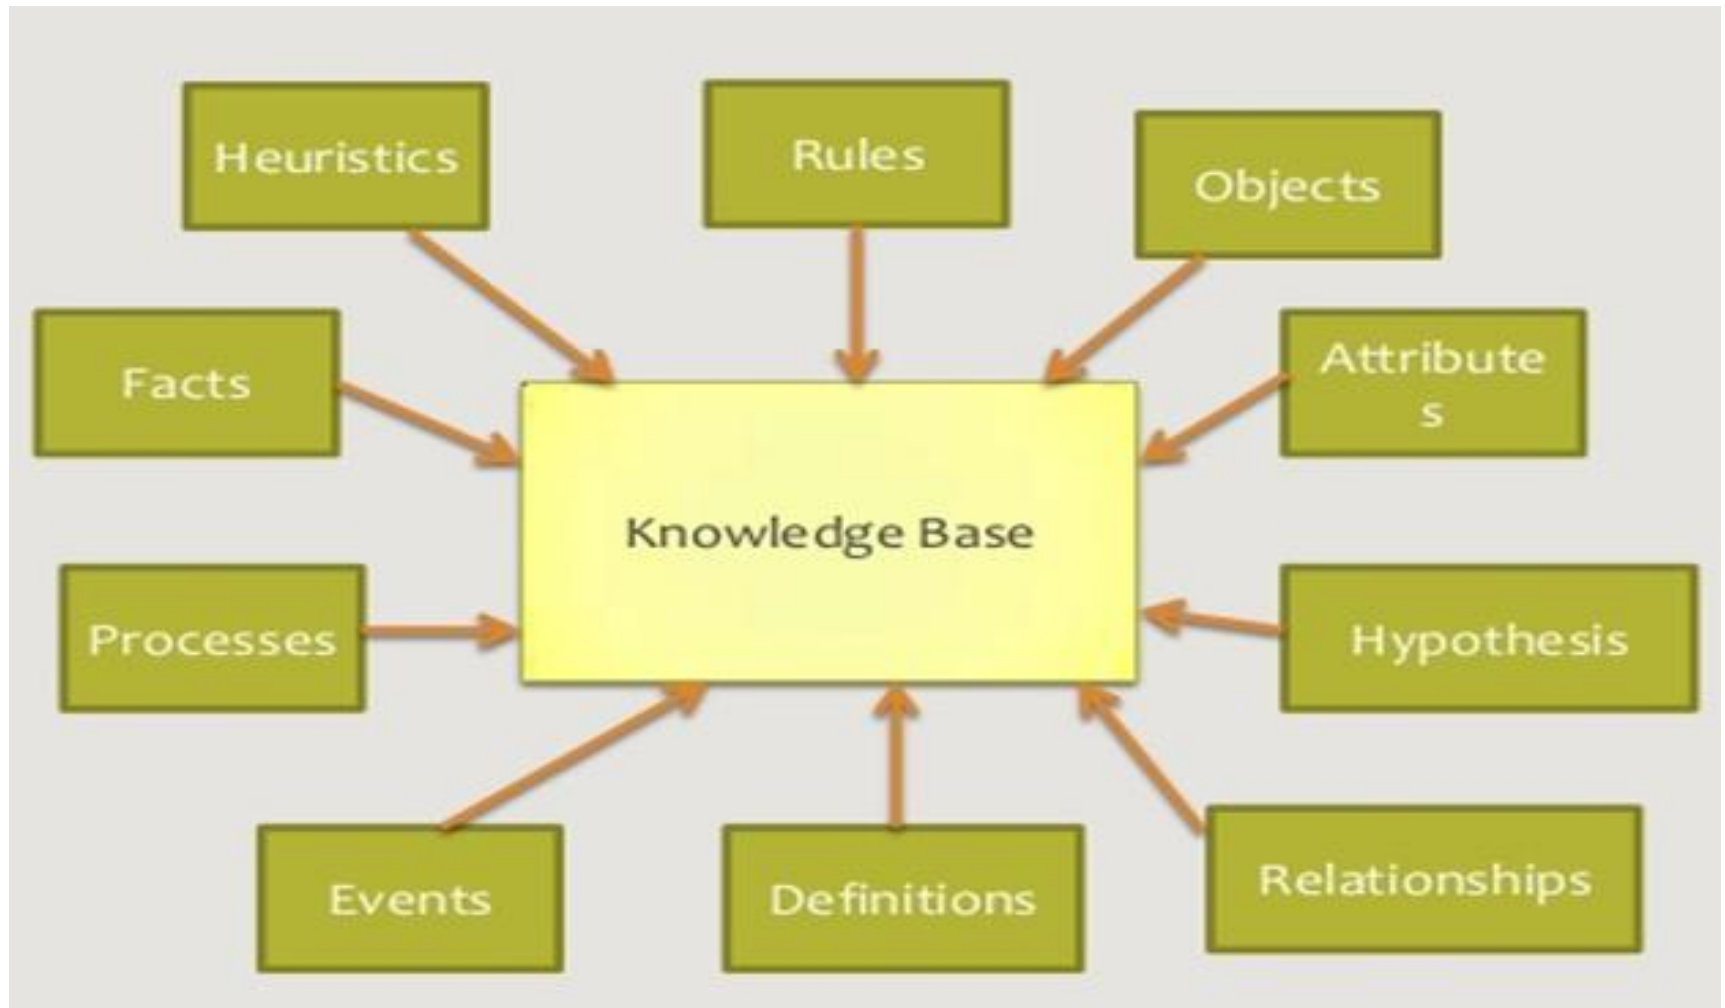 Heuristics
Rules
Objects
Facts
Attribute
s
Knowledge Base
Processes
Hypothesis
Events
Definitions
Relationships